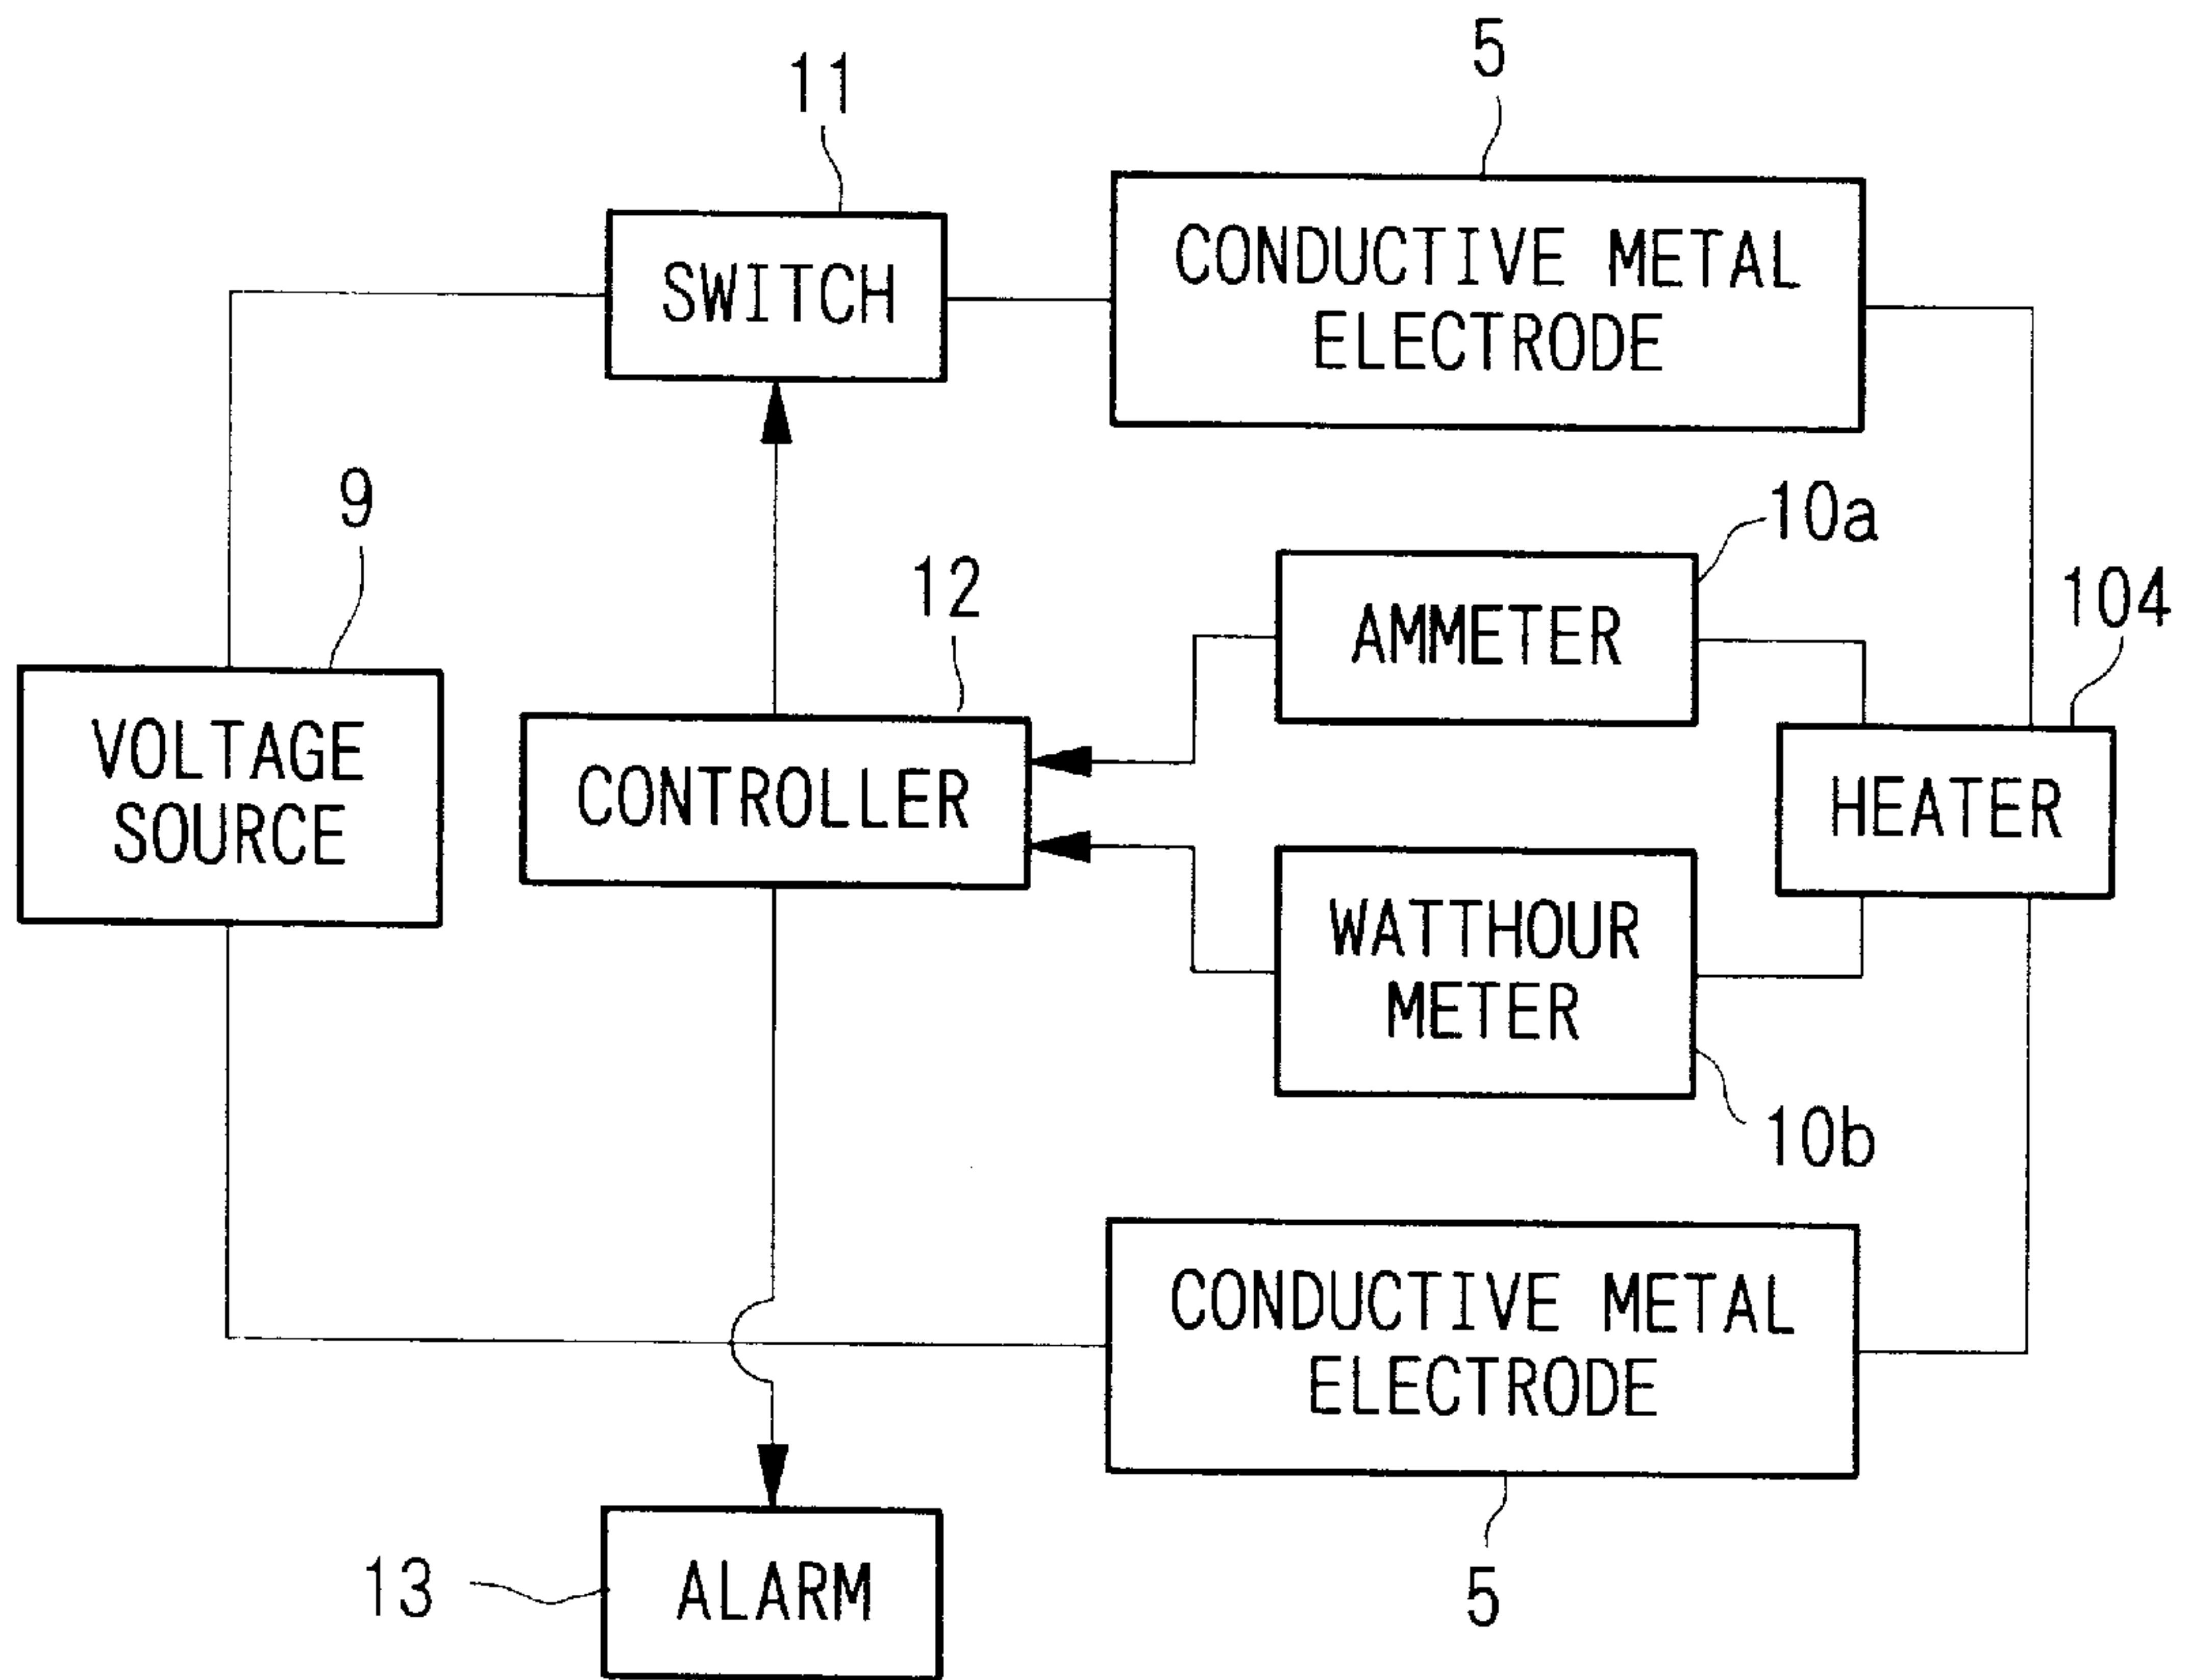 5
11
CONDUCTIVE METAL
ELECTRODE
SWITCH
9
10a
12
AMMETER
104
VOLTAGE
SOURCE
CONTROLLER
HEATER
WATTHOUR
METER
10b
CONDUCTIVE METAL
ELECTRODE
13
ALARM
5